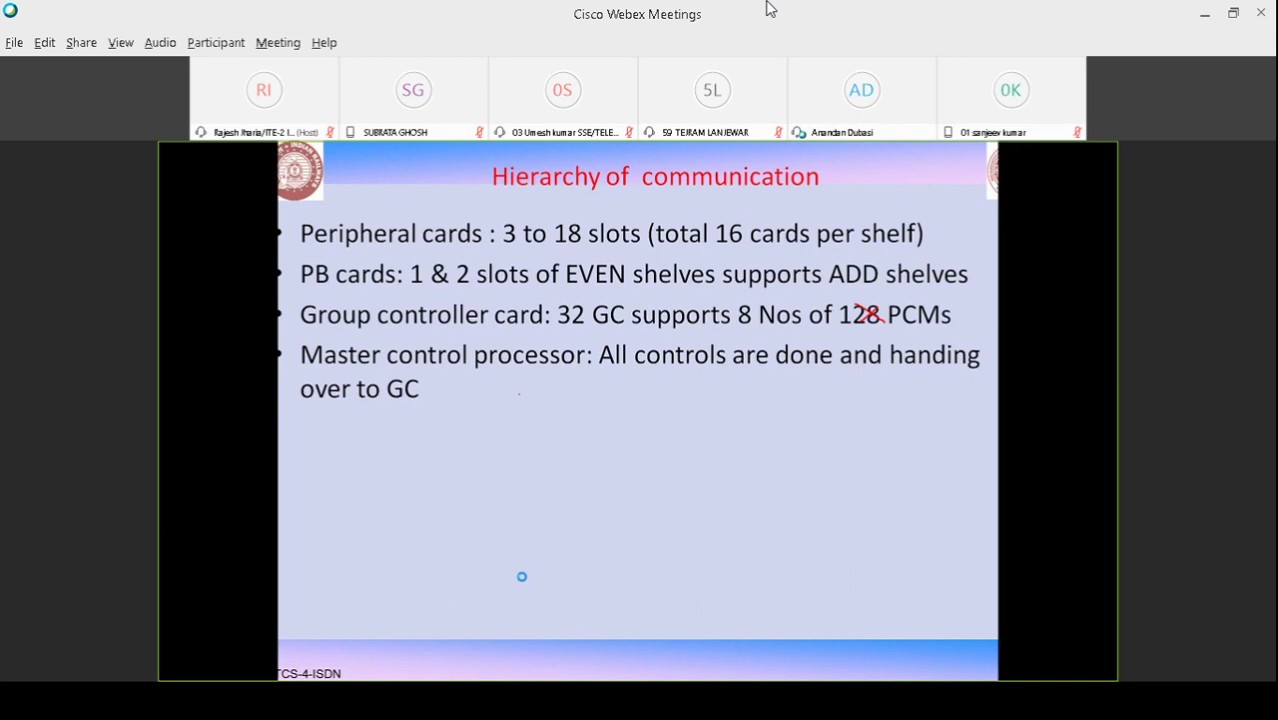 Cisco Webex Meetings
File Edit Share View Audio Participant Meeting Help
RI SG 0S 5L AD 0K
Rajesh Jharia/ITE-2 I... (Host) SUBRATA GHOSH 03 Umesh kumar SSE/TELE... 59 TEJRAM LANJEWAR Anandan Dubasi 01 sanjeev kumar
INDIAN RAILWAYS
Hierarchy of communication
• Peripheral cards : 3 to 18 slots (total 16 cards per shelf)
• PB cards: 1 & 2 slots of EVEN shelves supports ADD shelves
• Group controller card: 32 GC supports 8 Nos of 128 PCMs
• Master control processor: All controls are done and handing
over to GC
TCS-4-ISDN